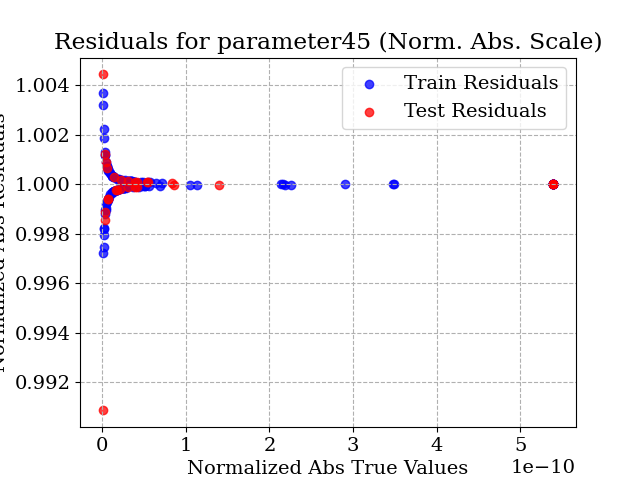 Residuals for parameter45 (Norm. Abs. Scale)
Train Residuals
Test Residuals
1.004
1.002
1.000
0.998
0.996
0.994
0.992
Normalized Abs Residuals
0 1 2 3 4 5
1e−10
Normalized Abs True Values